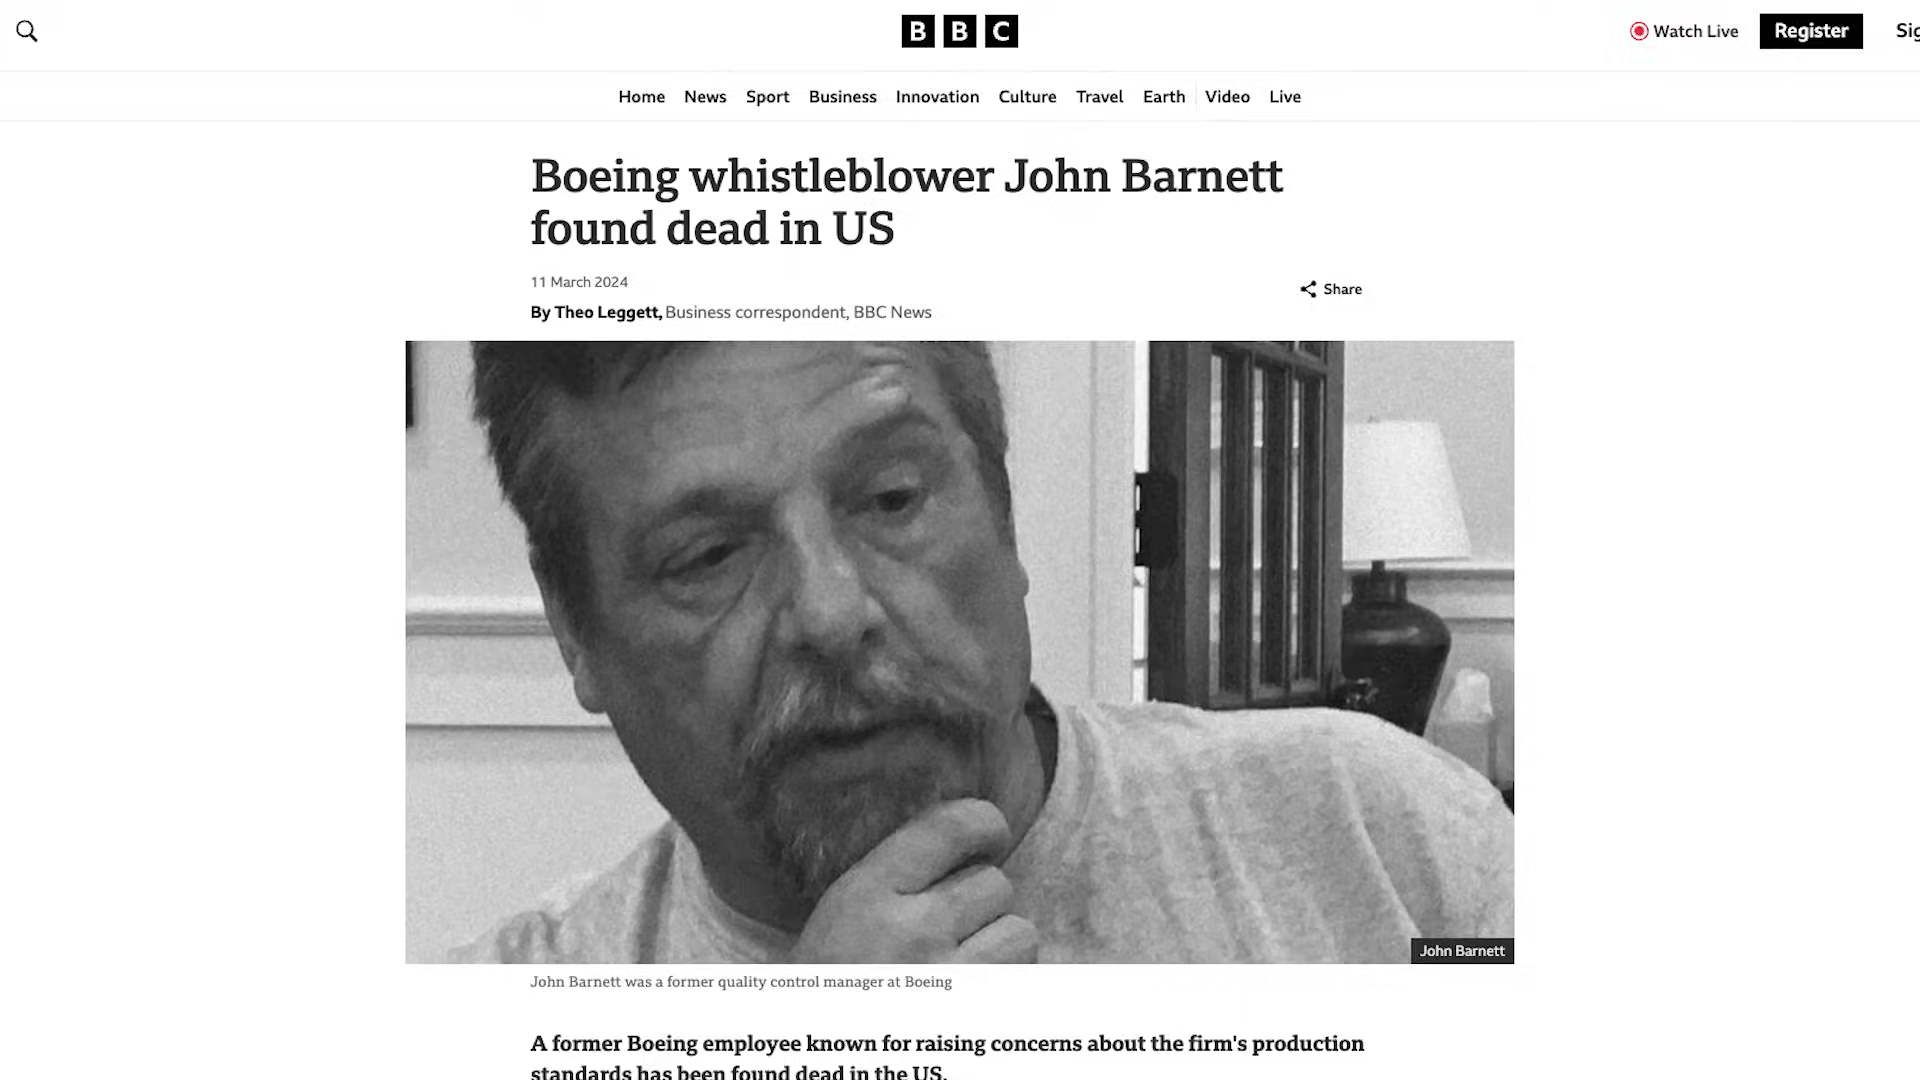 BBC
Watch Live
Register
Sig
Home News Sport Business Innovation Culture Travel Earth Video Live
Boeing whistleblower John Barnett
found dead in US
11 March 2024
Share
By Theo Leggett, Business correspondent, BBC News
John Barnett
John Barnett was a former quality control manager at Boeing
A former Boeing employee known for raising concerns about the firm's production
standards has been found dead in the US.